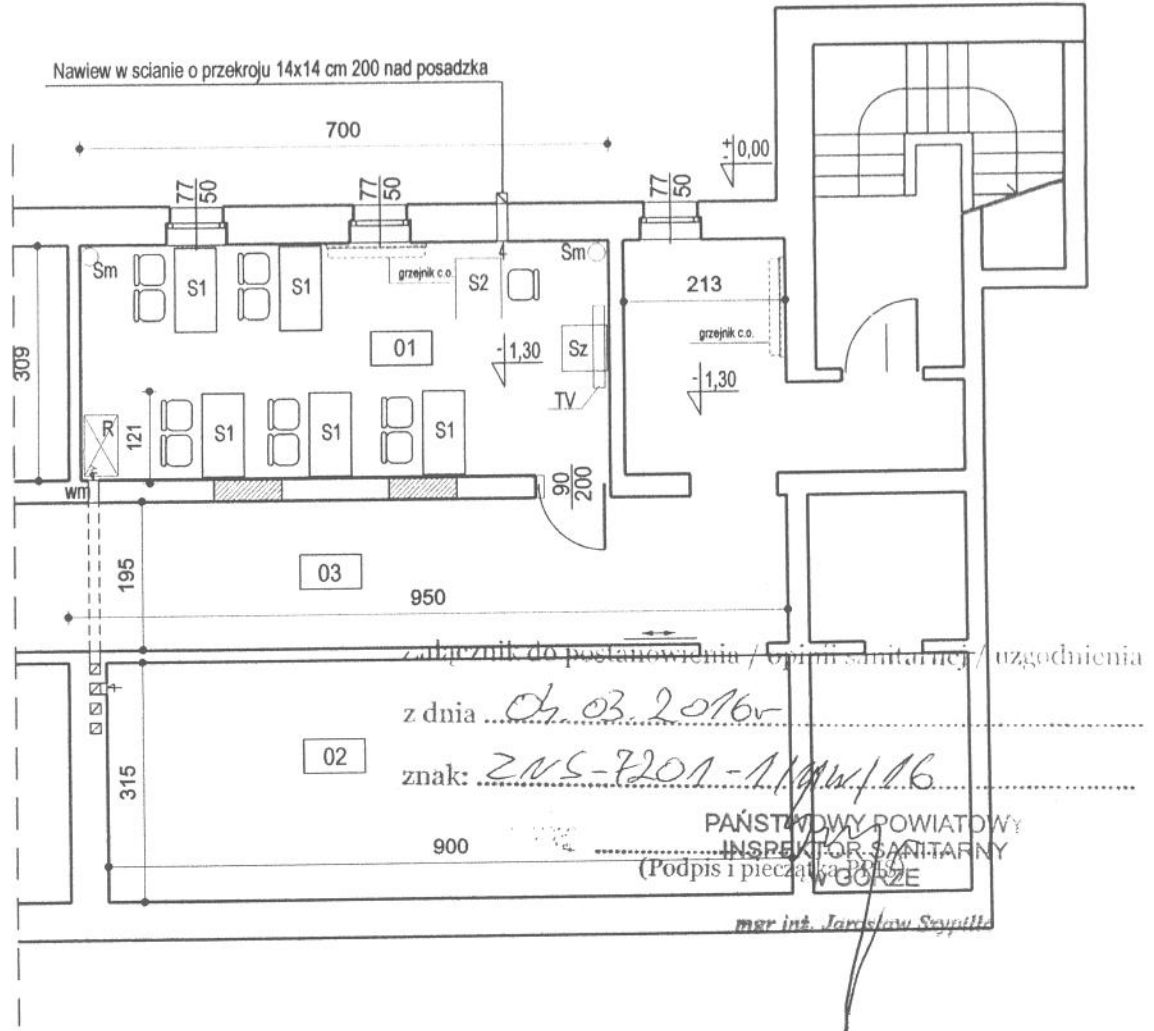 Nawiew w scianie o przekroju 14x14 cm 200 nad posadzka
700
+
- 0,00
77
50
77
50
77
50
Sm
S1
S1
grzejnik c.o.
4
S2
Sm
213
309
01
- 1,30
Sz
grzejnik c.o.
- 1,30
TV
R
121
S1
S1
S1
wm
90
200
195
03
950
załącznik do postanowienia / opinii sanitarnej / uzgodnienia
z dnia 04.03.2016r
02
znak: ZNS-7201-1/ /16
315
PAŃSTWOWY POWIATOWY
900
INSPEKTOR SANITARNY
(Podpis i pieczątka PPIS)
W GÓRZE
mgr inż. Jarosław